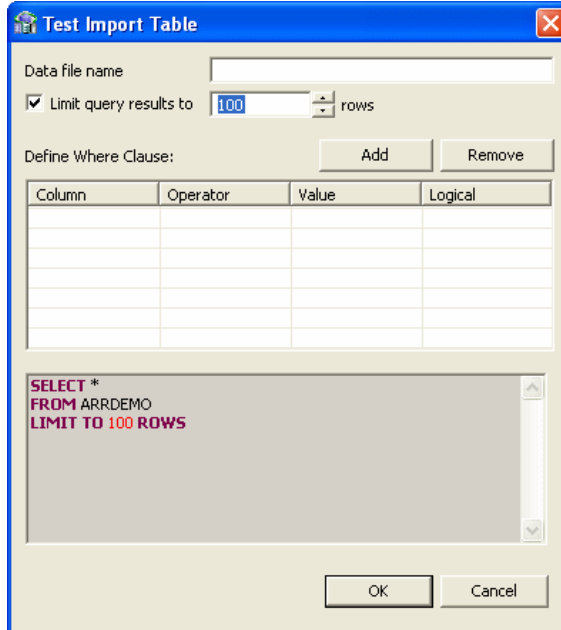 Test Import Table
Data file name
Limit query results to 100 rows
Define Where Clause: Add Remove
Column Operator Value Logical
SELECT *
FROM ARRDEMO
LIMIT TO 100 ROWS
OK Cancel